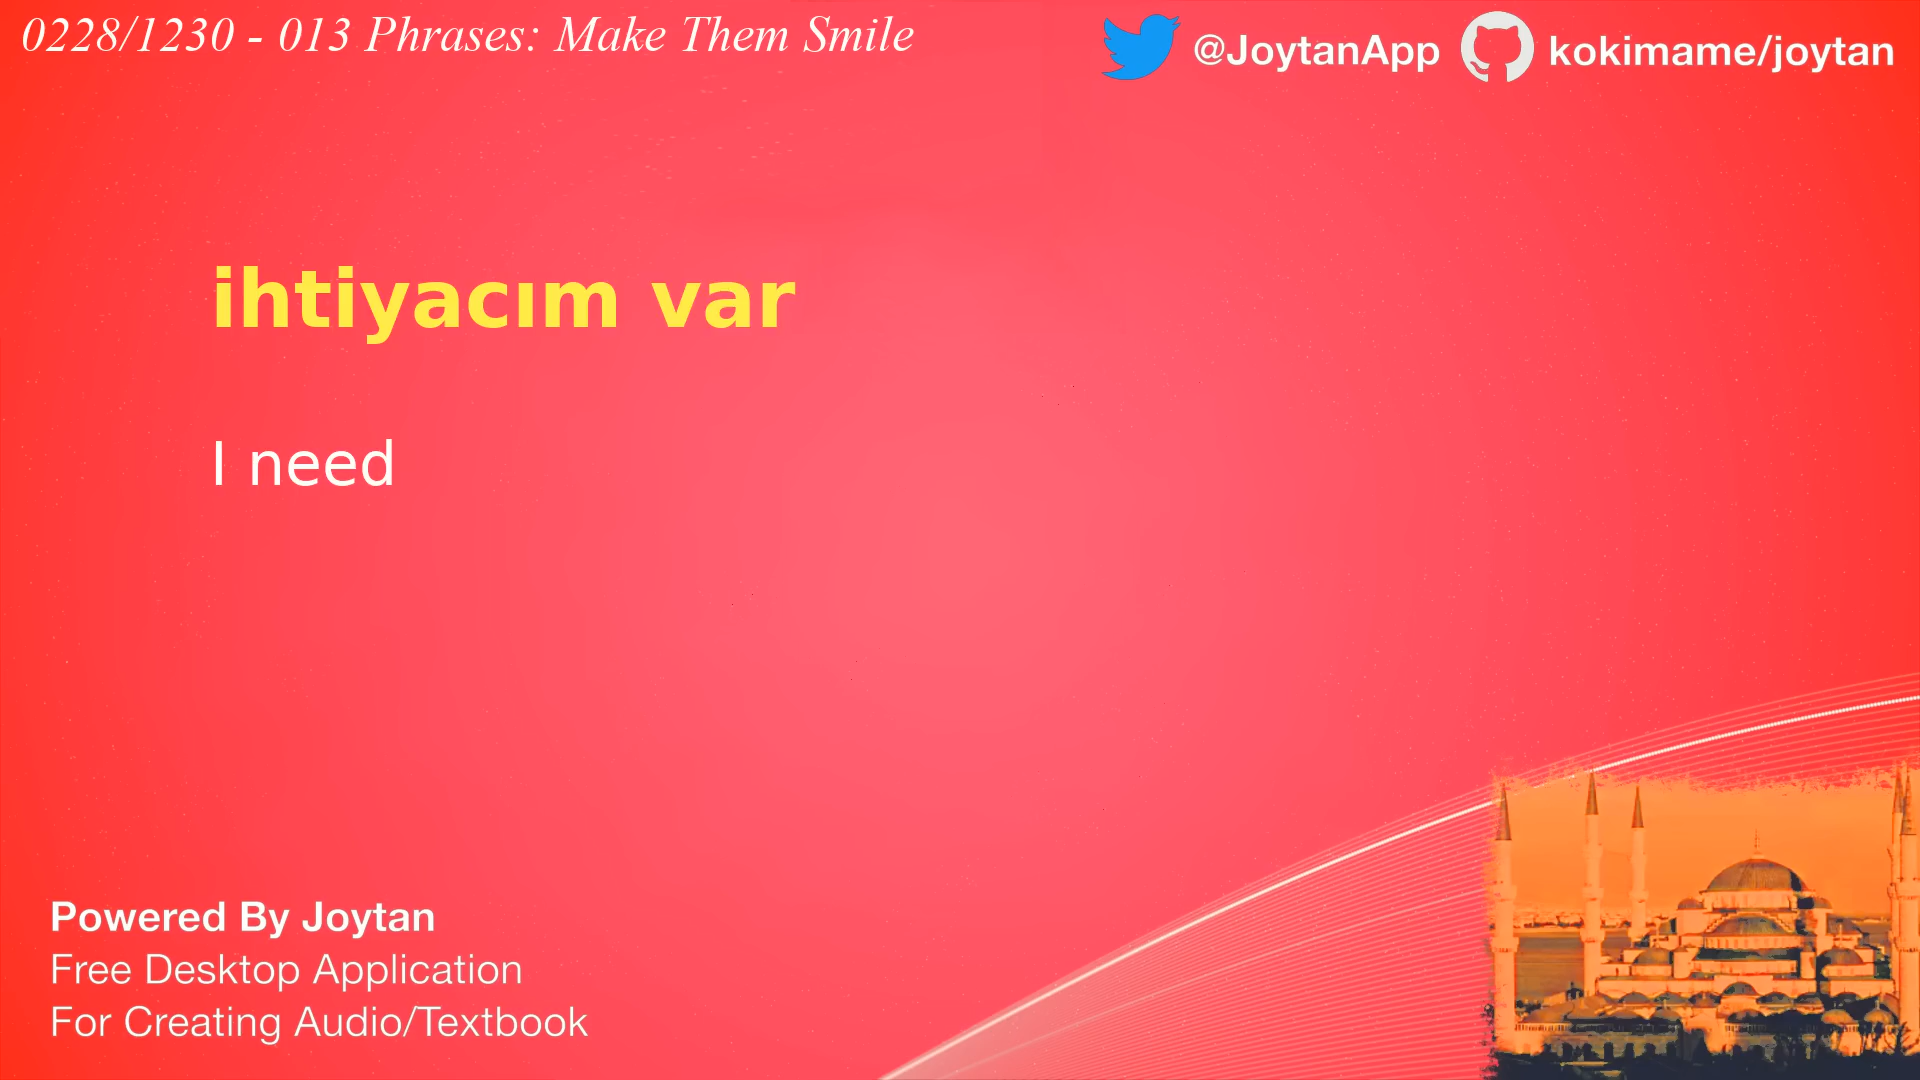 0228/1230 - 013 Phrases: Make Them Smile
@JoytanApp
kokimame/joytan
ihtiyacım var
I need
Powered By Joytan
Free Desktop Application
For Creating Audio/Textbook